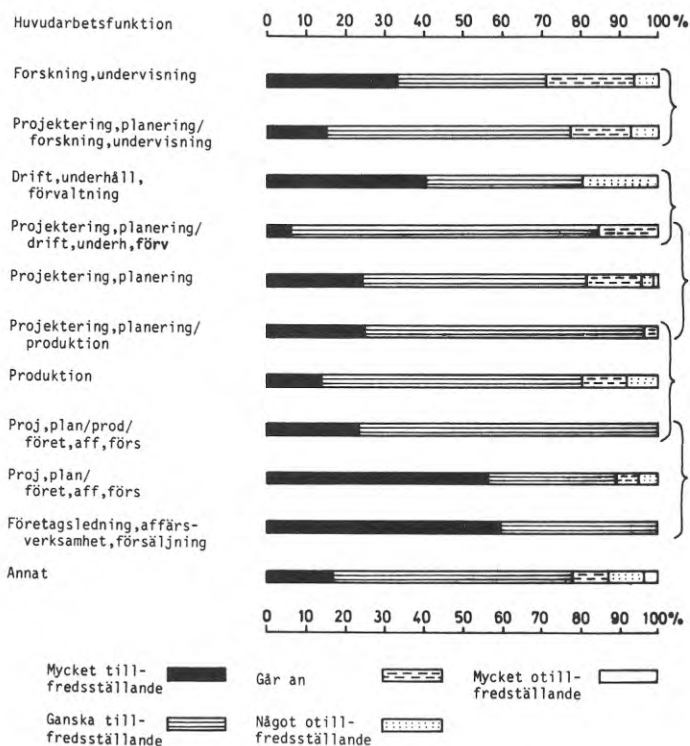 Huvudarbetsfunktion
0 10 20 30 40 50 60 70 80 90 100%
Forskning,undervisning
Projektering,planering/
forskning,undervisning
Drift,underhåll,
förvaltning
Projektering,planering/
drift,underh,förv
Projektering,planering
Projektering,planering/
produktion
Produktion
Proj,plan/prod/
föret,aff,förs
Proj,plan/
föret,aff,förs
Företagsledning,affärs-
verksamhet,försäljning
Annat
0 10 20 30 40 50 60 70 80 90 100%
Mycket till-
fredsställande
Går an
Mycket otill-
fredställande
Ganska till-
fredsställande
Något otill-
fredsställande